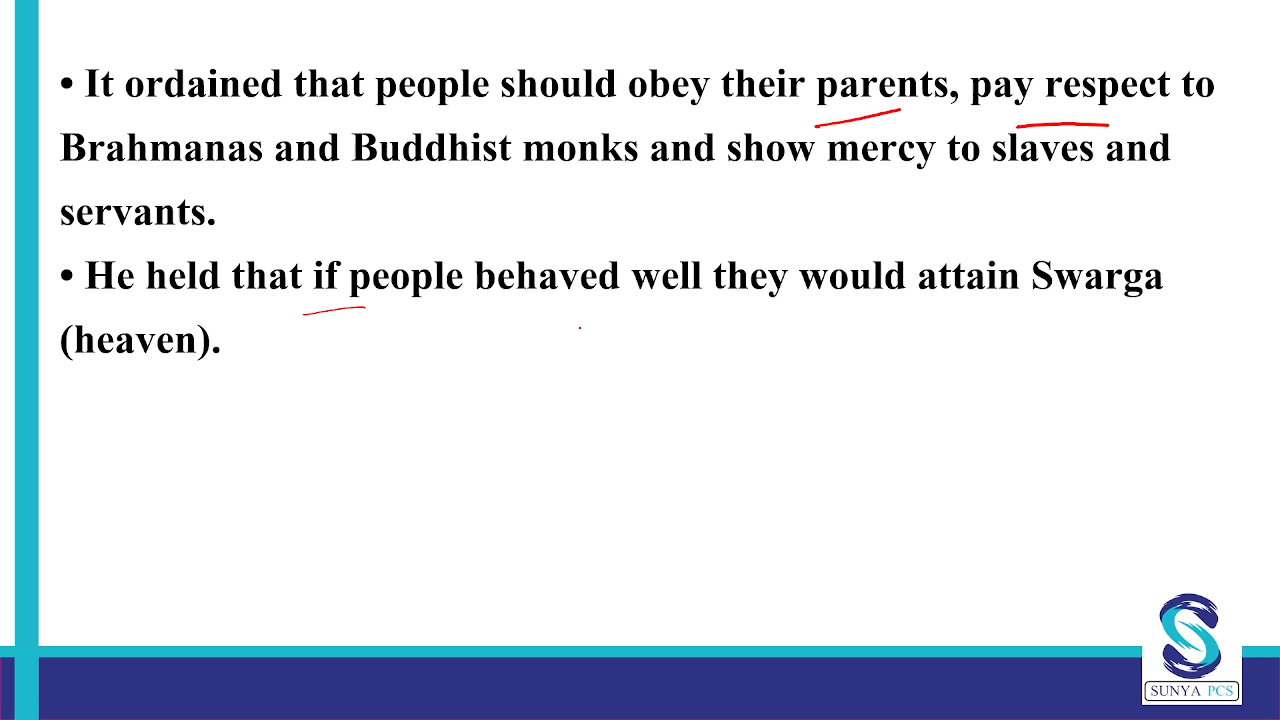 • It ordained that people should obey their parents, pay respect to
Brahmanas and Buddhist monks and show mercy to slaves and
servants.
• He held that if people behaved well they would attain Swarga
(heaven).
SUNYA PCS